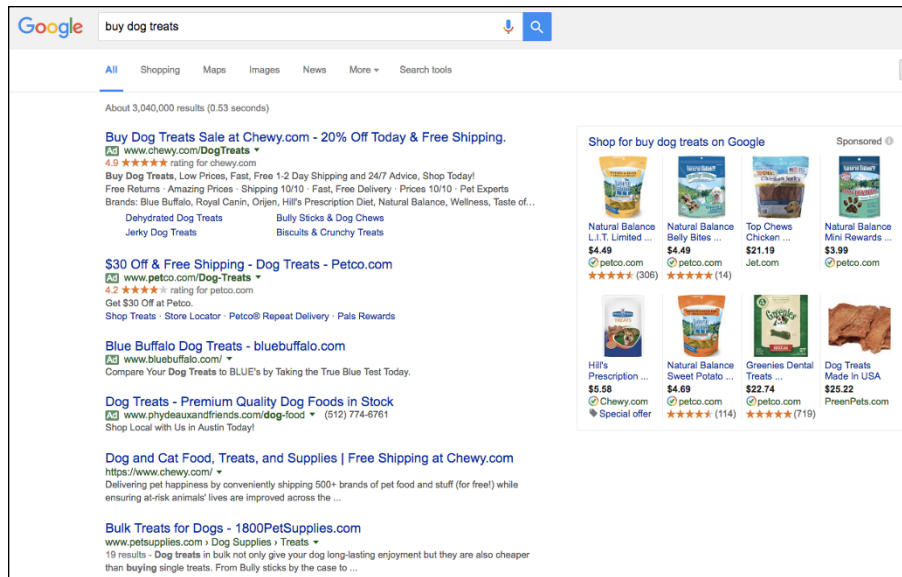 Google
buy dog treats
All Shopping Maps Images News More Search tools
About 3,040,000 results (0.53 seconds)
Buy Dog Treats Sale at Chewy.com - 20% Off Today & Free Shipping.
Ad www.chewy.com/DogTreats
4.9 ★★★★★ rating for chewy.com
Buy Dog Treats, Low Prices, Fast, Free 1-2 Day Shipping and 24/7 Advice, Shop Today!
Free Returns · Amazing Prices · Shipping 10/10 · Fast, Free Delivery · Prices 10/10 · Pet Experts
Brands: Blue Buffalo, Royal Canin, Orijen, Hill's Prescription Diet, Natural Balance, Wellness, Taste of...
Dehydrated Dog Treats Bully Sticks & Dog Chews
Jerky Dog Treats Biscuits & Crunchy Treats
$30 Off & Free Shipping - Dog Treats - Petco.com
Ad www.petco.com/Dog-Treats
4.2 ★★★★★ rating for petco.com
Get $30 Off at Petco.
Shop Treats · Store Locator · Petco® Repeat Delivery · Pals Rewards
Blue Buffalo Dog Treats - bluebuffalo.com
Ad www.bluebuffalo.com/
Compare Your Dog Treats to BLUE's by Taking the True Blue Test Today.
Dog Treats - Premium Quality Dog Foods in Stock
Ad www.phydeauxandfriends.com/dog-food (512) 774-6761
Shop Local with Us in Austin Today!
Dog and Cat Food, Treats, and Supplies | Free Shipping at Chewy.com
https://www.chewy.com/
Delivering pet happiness by conveniently shipping 500+ brands of pet food and stuff (for free!) while
ensuring at-risk animals' lives are improved across the ...
Bulk Treats for Dogs - 1800PetSupplies.com
www.petsupplies.com › Dog Supplies › Treats
19 results - Dog treats in bulk not only give your dog long-lasting enjoyment but they are also cheaper
than buying single treats. From Bully sticks by the case to ...
Shop for buy dog treats on Google Sponsored
Natural Balance Natural Balance Top Chews Natural Balance
L.I.T. Limited ... Belly Bites ... Chicken ... Mini Rewards ...
$4.49 $4.49 $21.19 $3.99
petco.com petco.com Jet.com petco.com
(306) (14)
Greenies
Hill's Natural Balance Greenies Dental Dog Treats
Prescription ... Sweet Potato ... Treats ... Made In USA
$5.58 $4.69 $22.74 $25.22
Chewy.com petco.com petco.com PreenPets.com
Special offer (114) (719)